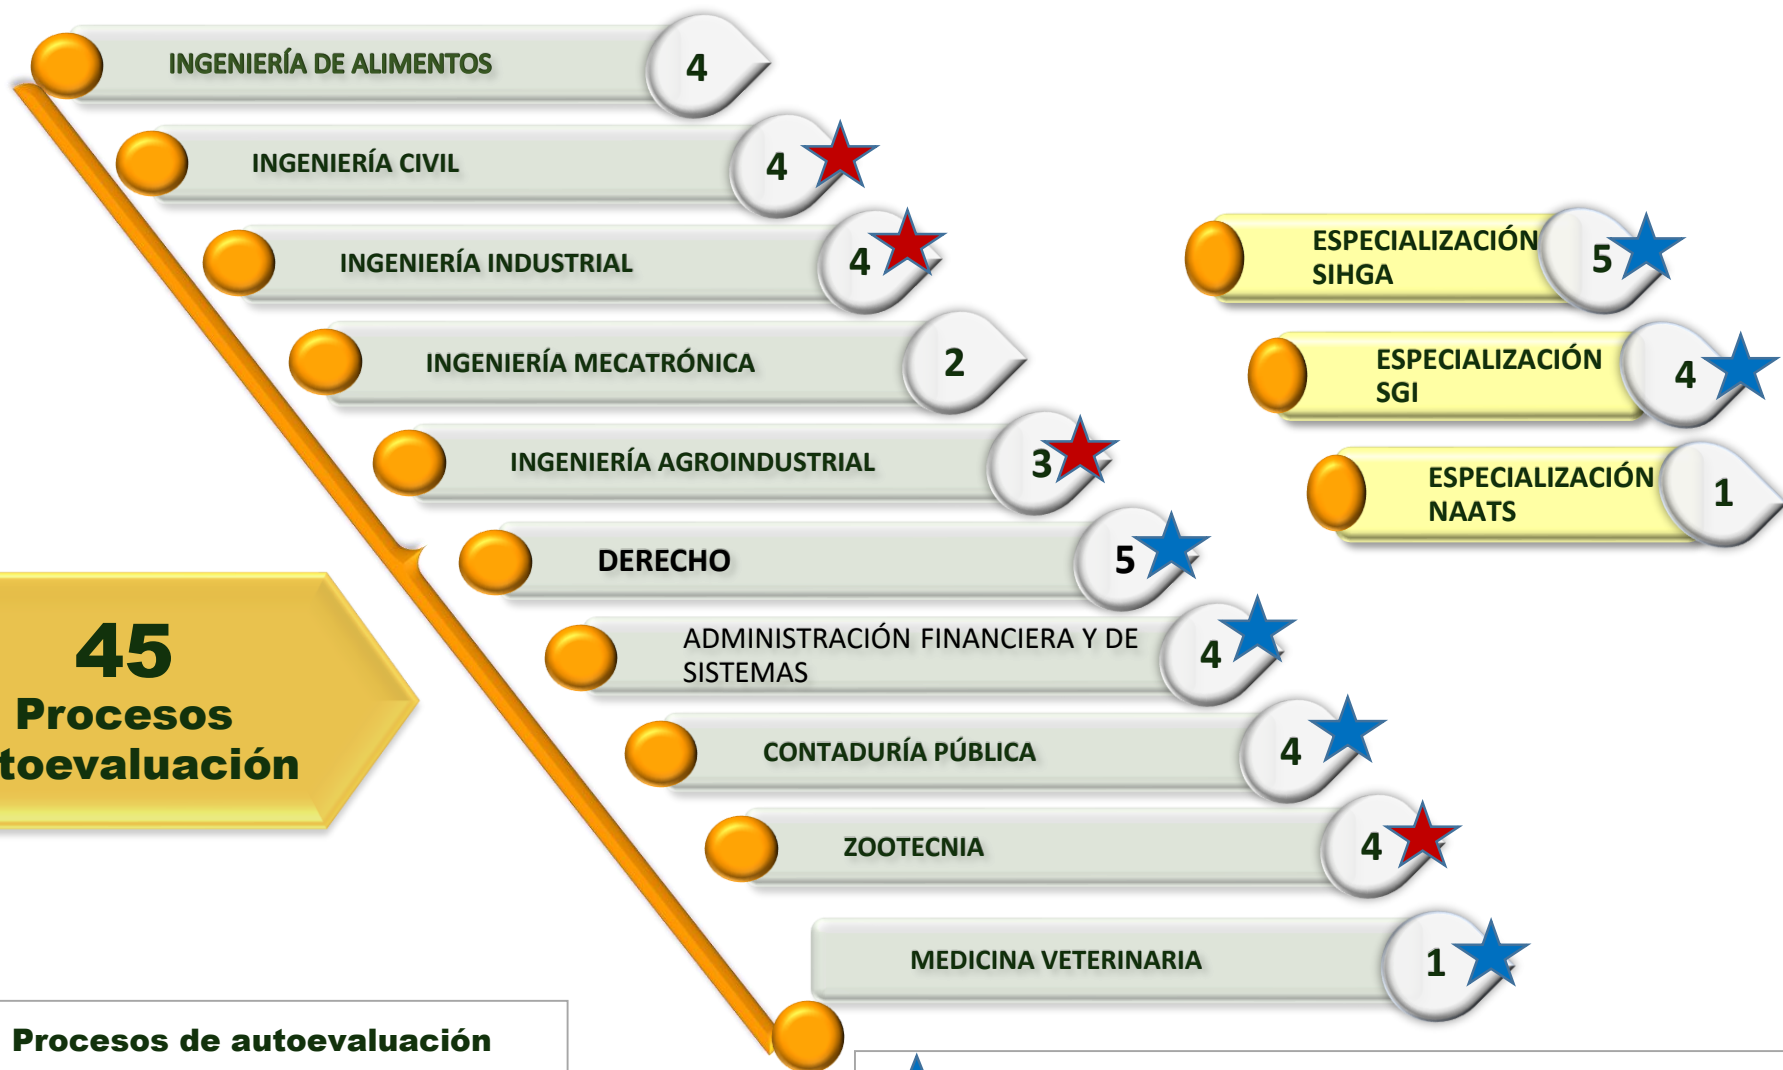 INGENIERÍA DE ALIMENTOS
4
INGENIERÍA CIVIL
4
INGENIERÍA INDUSTRIAL
4
INGENIERÍA MECATRÓNICA
2
INGENIERÍA AGROINDUSTRIAL
3
DERECHO
5
ADMINISTRACIÓN FINANCIERA Y DE
SISTEMAS
4
CONTADURÍA PÚBLICA
4
ZOOTECNIA
4
MEDICINA VETERINARIA
1
ESPECIALIZACIÓN
SIHGA
5
ESPECIALIZACIÓN
SGI
4
ESPECIALIZACIÓN
NAATS
1
45
Procesos
toevaluación
Procesos de autoevaluación